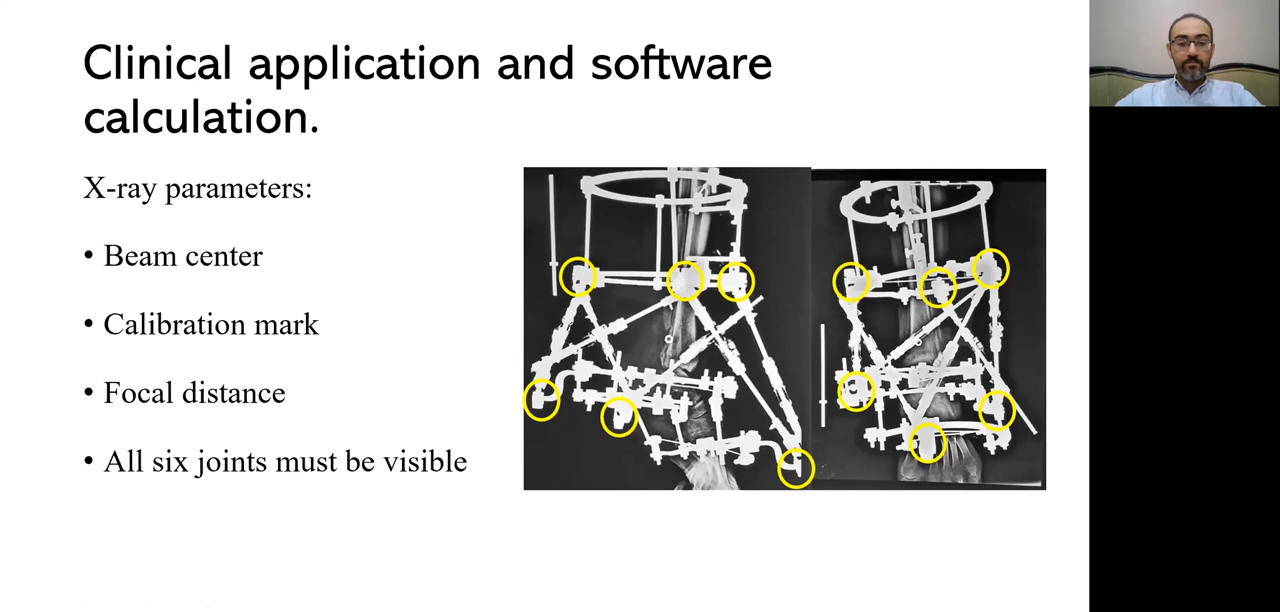 Clinical application and software
calculation.
X-ray parameters:
• Beam center
• Calibration mark
• Focal distance
• All six joints must be visible